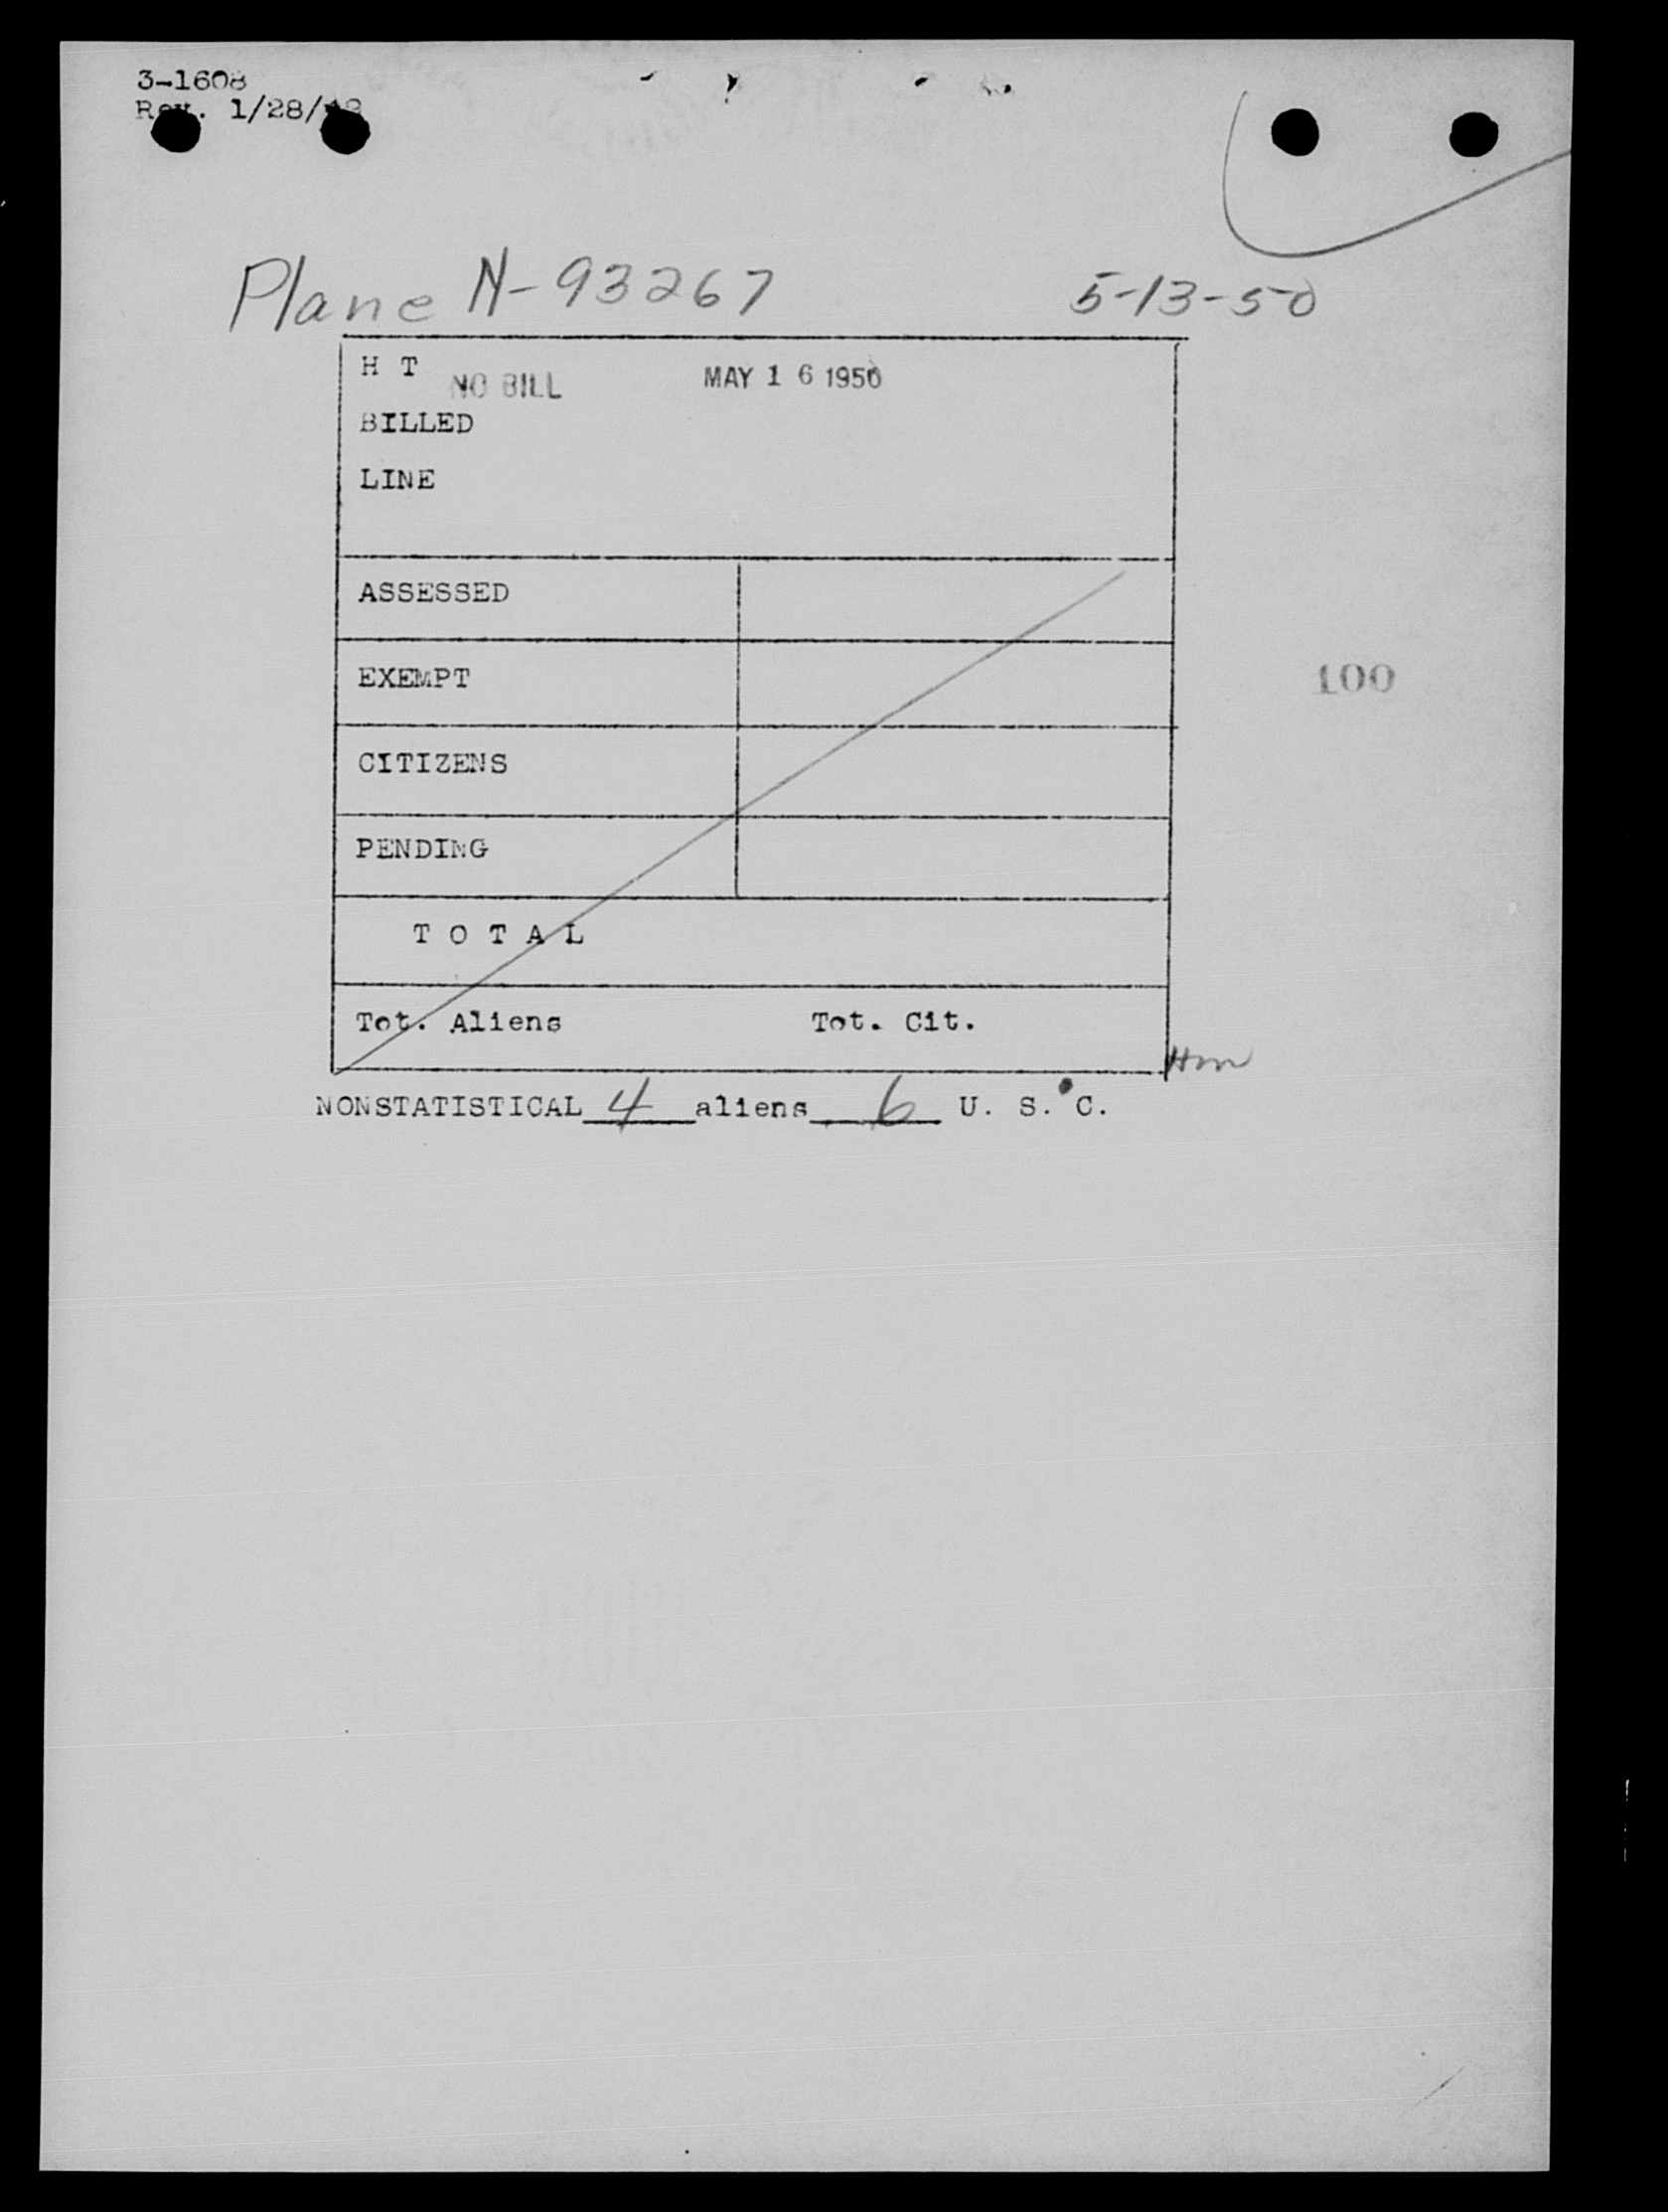 3-1608
Rev. 1/28/48
Plane N-93267 5-13-50
H T NO BILL MAY 16 1950
BILLED
LINE
ASSESSED
EXEMPT
100
CITIZENS
PENDING
T O T A L
Tot. Aliens Tot. Cit.
NONSTATISTICAL 4 aliens 6 U. S. C.